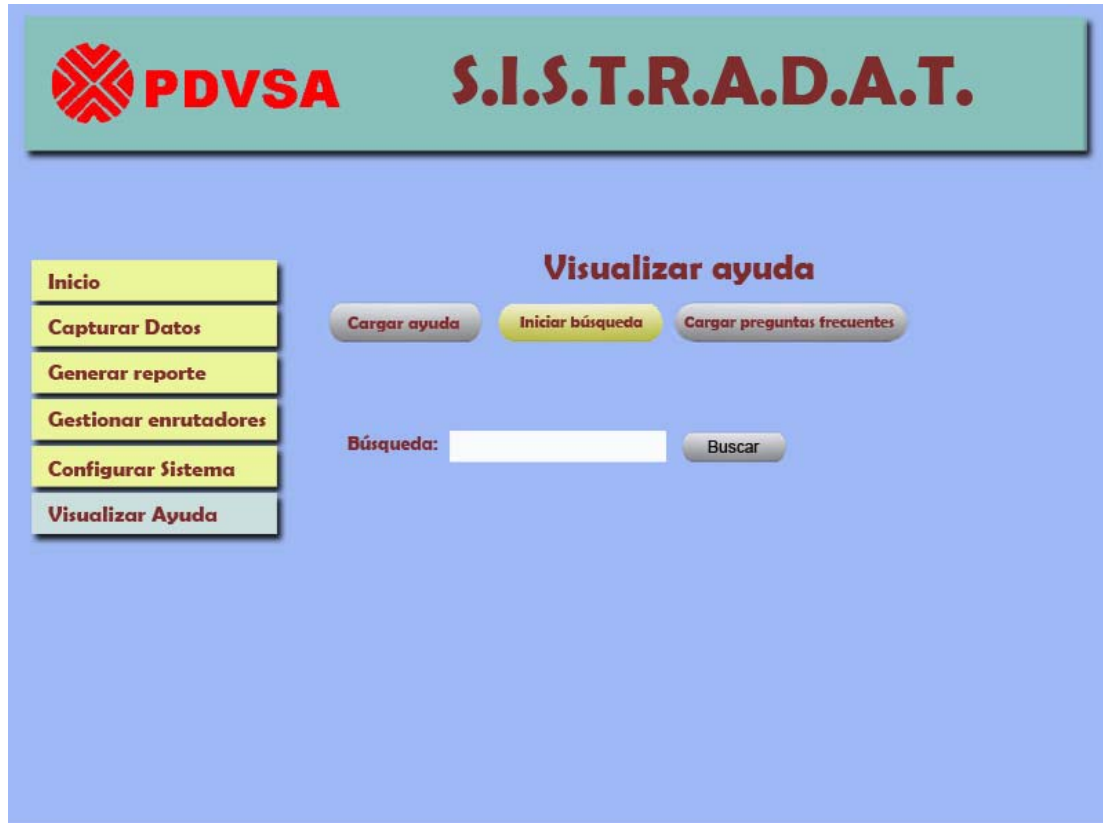 PDVSA S.I.S.T.R.A.D.A.T.
Inicio
Capturar Datos
Generar reporte
Gestionar enrutadores
Configurar Sistema
Visualizar Ayuda
Visualizar ayuda
Cargar ayuda Iniciar búsqueda Cargar preguntas frecuentes
Búsqueda: Buscar